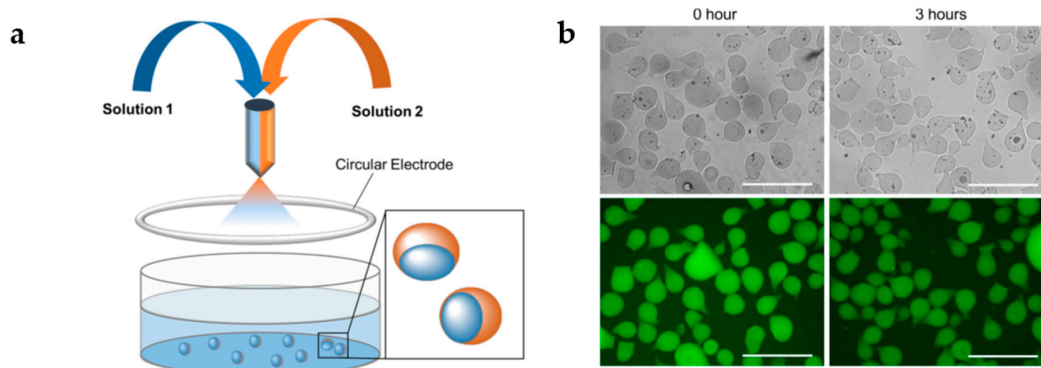 a
Solution 1
Solution 2
Circular Electrode
b
0 hour
3 hours